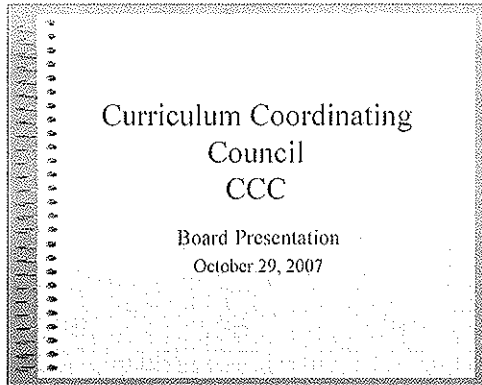 Curriculum Coordinating
Council
CCC
Board Presentation
October 29, 2007